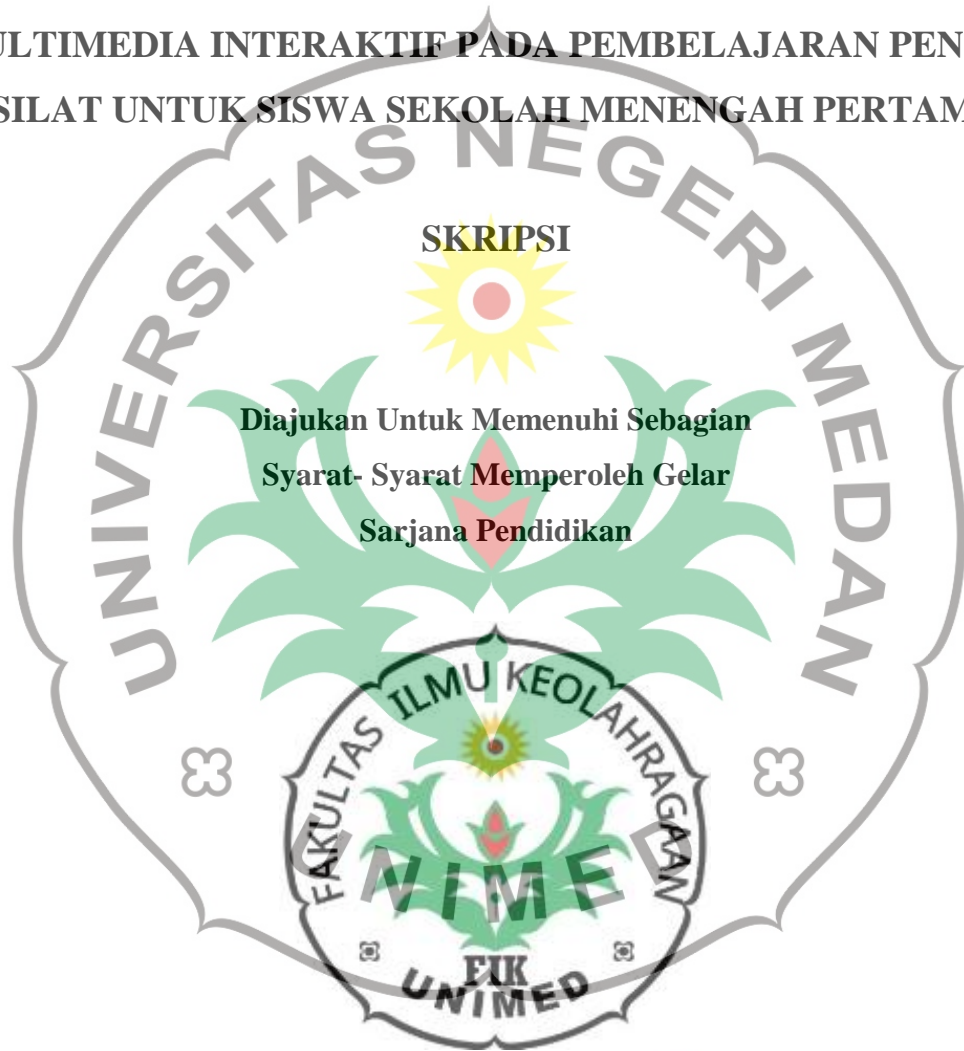 ULTIMEDIA INTERAKTIF PADA PEMBELAJARAN PEN
SILAT UNTUK SISWA SEKOLAH MENENGAH PERTAM
SKRIPSI
Diajukan Untuk Memenuhi Sebagian
Syarat- Syarat Memperoleh Gelar
Sarjana Pendidikan
UNIVERSITAS NEGERI MEDAN
UNIMED
FAKULTAS ILMU KEOLAHRAGAAN
FIK
UNIMED